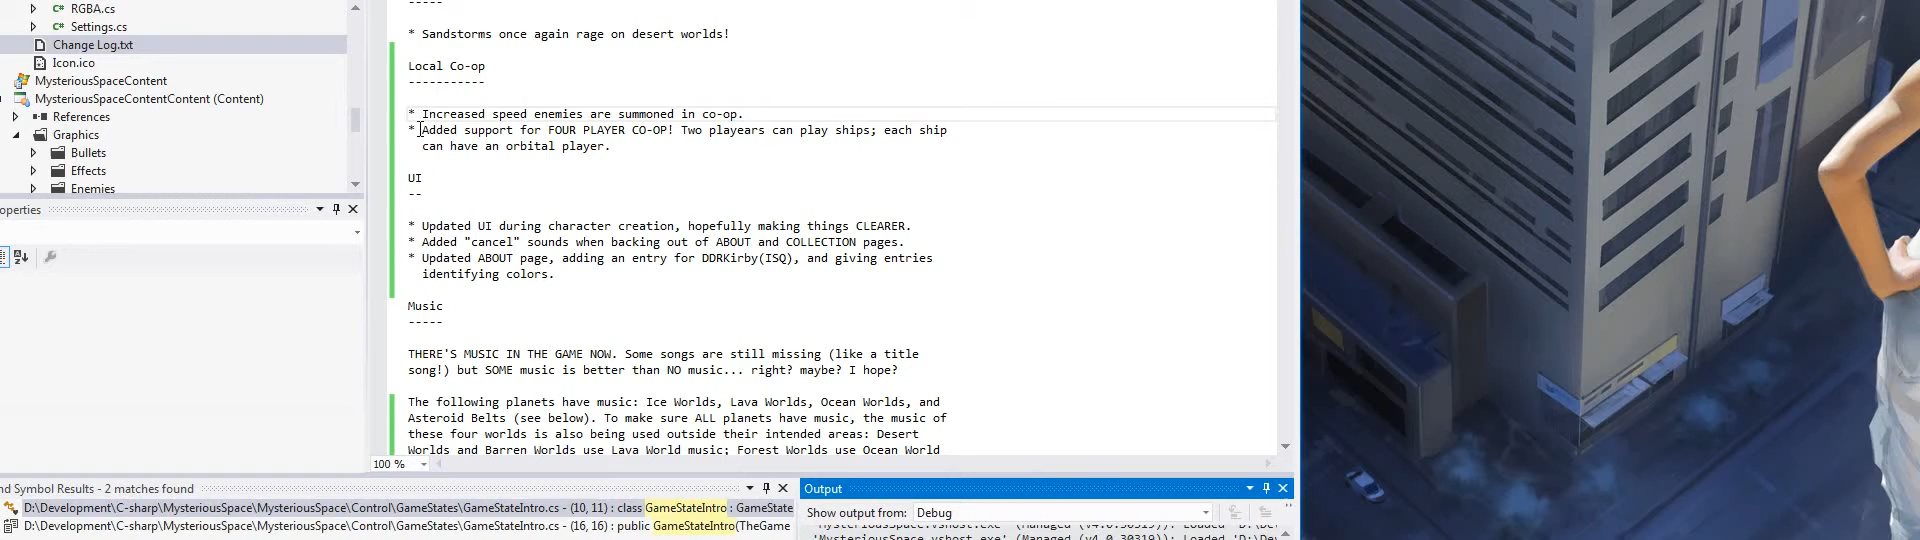 RGBA.cs
Settings.cs
Change Log.txt
Icon.ico
MysteriousSpaceContent
MysteriousSpaceContentContent (Content)
References
Graphics
Bullets
Effects
Enemies
operties
-----
* Sandstorms once again rage on desert worlds!
Local Co-op
-----------
* Increased speed enemies are summoned in co-op.
* Added support for FOUR PLAYER CO-OP! Two playears can play ships; each ship
can have an orbital player.
UI
--
* Updated UI during character creation, hopefully making things CLEARER.
* Added "cancel" sounds when backing out of ABOUT and COLLECTION pages.
* Updated ABOUT page, adding an entry for DDRKirby(ISQ), and giving entries
identifying colors.
Music
-----
THERE'S MUSIC IN THE GAME NOW. Some songs are still missing (like a title
song!) but SOME music is better than NO music... right? maybe? I hope?
The following planets have music: Ice Worlds, Lava Worlds, Ocean Worlds, and
Asteroid Belts (see below). To make sure ALL planets have music, the music of
these four worlds is also being used outside their intended areas: Desert
Worlds and Barren Worlds use Lava World music; Forest Worlds use Ocean World
100 %
nd Symbol Results - 2 matches found
D:\Development\C-sharp\MysteriousSpace\MysteriousSpace\Control\GameStates\GameStateIntro.cs - (10, 11) : class GameStateIntro : GameState
D:\Development\C-sharp\MysteriousSpace\MysteriousSpace\Control\GameStates\GameStateIntro.cs - (16, 16) : public GameStateIntro(TheGame
Output
Show output from: Debug
'MysteriousSpace.vshost.exe' (Managed (v4.0.30319)): Loaded 'D:\De